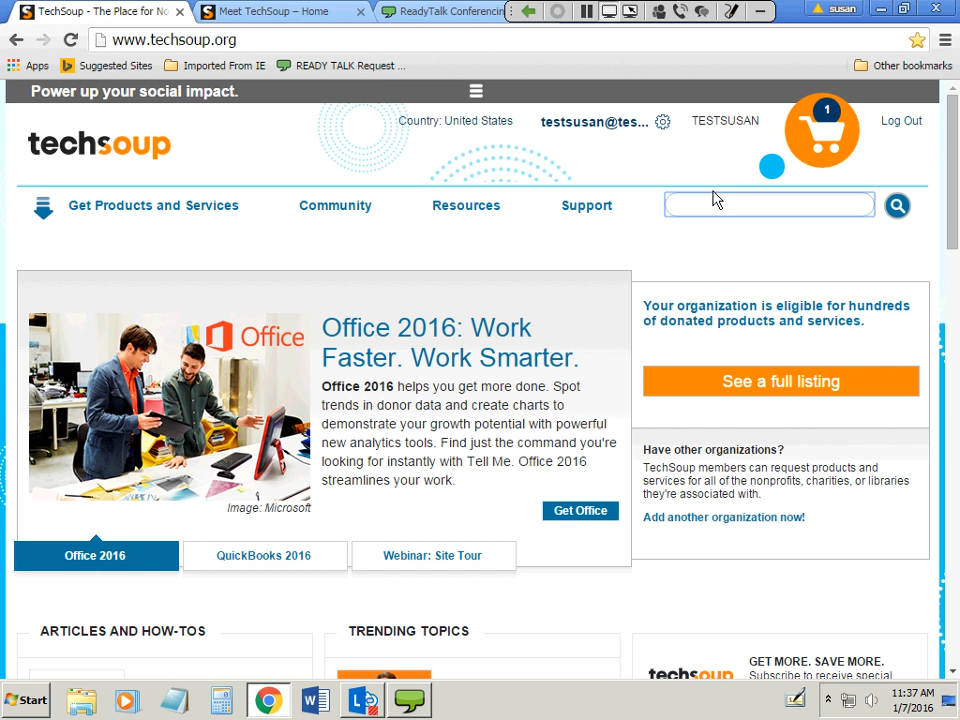 TechSoup - The Place for No
Meet TechSoup – Home
ReadyTalk Conferencin
susan
www.techsoup.org
Apps
Suggested Sites
Imported From IE
READY TALK Request ...
Other bookmarks
Power up your social impact.
techsoup
Country: United States
testsusan@tes...
TESTSUSAN
1
Log Out
Get Products and Services
Community
Resources
Support
Office
Office 2016: Work
Faster. Work Smarter.
Office 2016 helps you get more done. Spot
trends in donor data and create charts to
demonstrate your growth potential with powerful
new analytics tools. Find just the command you're
looking for instantly with Tell Me. Office 2016
streamlines your work.
Image: Microsoft
Get Office
Office 2016
QuickBooks 2016
Webinar: Site Tour
Your organization is eligible for hundreds
of donated products and services.
See a full listing
Have other organizations?
TechSoup members can request products and
services for all of the nonprofits, charities, or libraries
they're associated with.
Add another organization now!
ARTICLES AND HOW-TOS
TRENDING TOPICS
techsoup
GET MORE. SAVE MORE.
Subscribe to receive special
Start
11:37 AM
1/7/2016